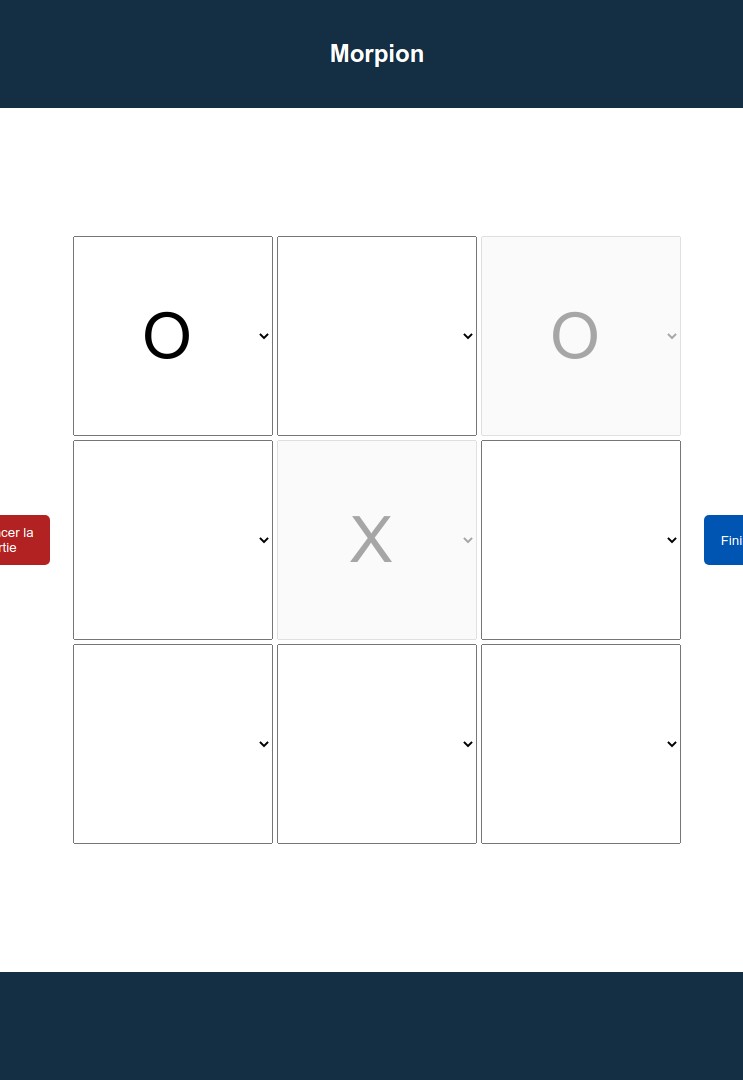 Morpion
O
O
X
cer la
rtie
Fini